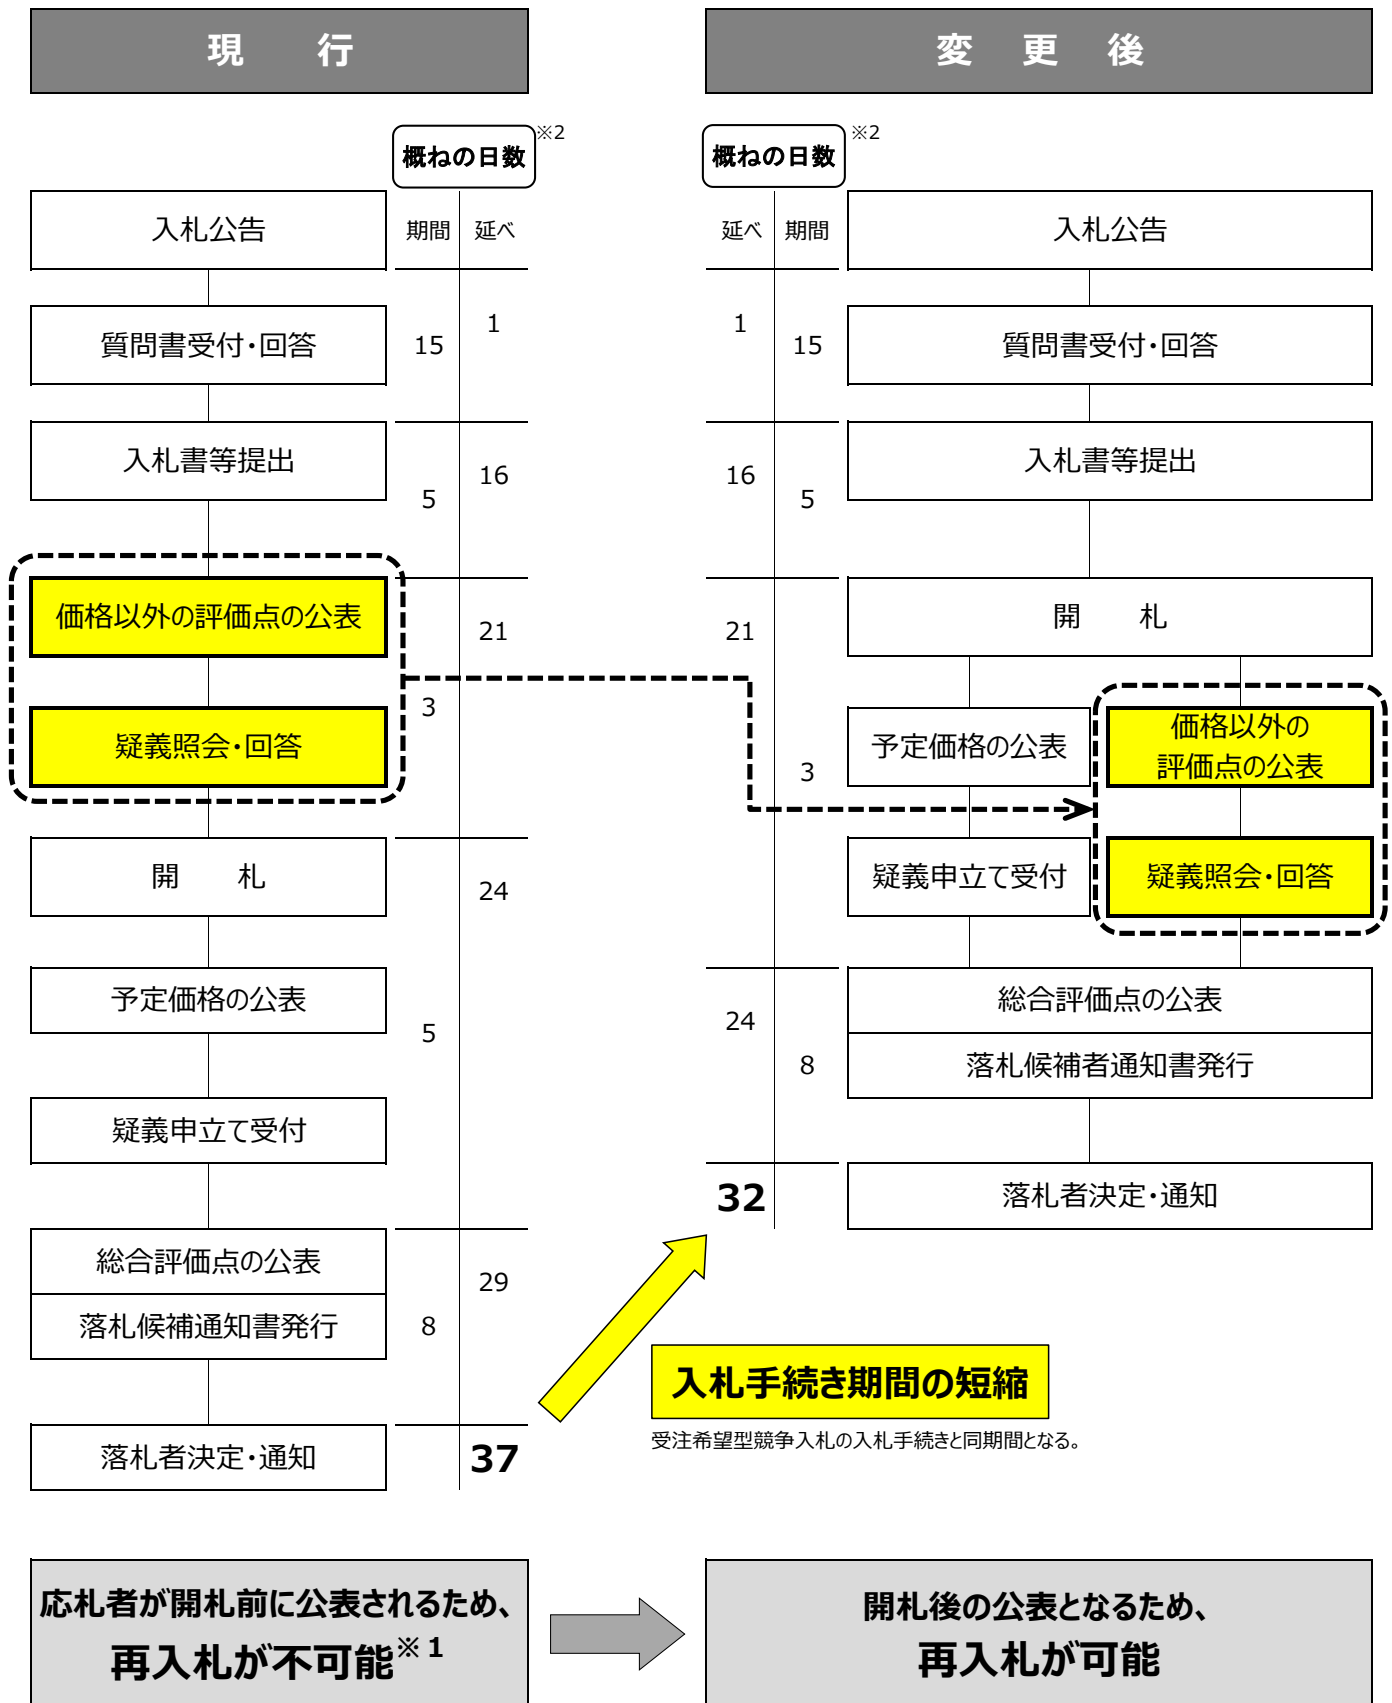 現　行
変　更　後
概ねの日数※2
概ねの日数※2
入札公告
期間
延べ
延べ
期間
入札公告
質問書受付・回答
15
1
1
15
質問書受付・回答
入札書等提出
5
16
16
5
入札書等提出
価格以外の評価点の公表
21
21
開　札
疑義照会・回答
3
3
予定価格の公表
価格以外の
評価点の公表
開　札
24
疑義申立て受付
疑義照会・回答
予定価格の公表
5
24
8
総合評価点の公表
落札候補者通知書発行
疑義申立て受付
32
落札者決定・通知
総合評価点の公表
落札候補通知書発行
8
29
入札手続き期間の短縮
受注希望型競争入札の入札手続きと同期間となる。
落札者決定・通知
37
応札者が開札前に公表されるため、
再入札が不可能※1
開札後の公表となるため、
再入札が可能